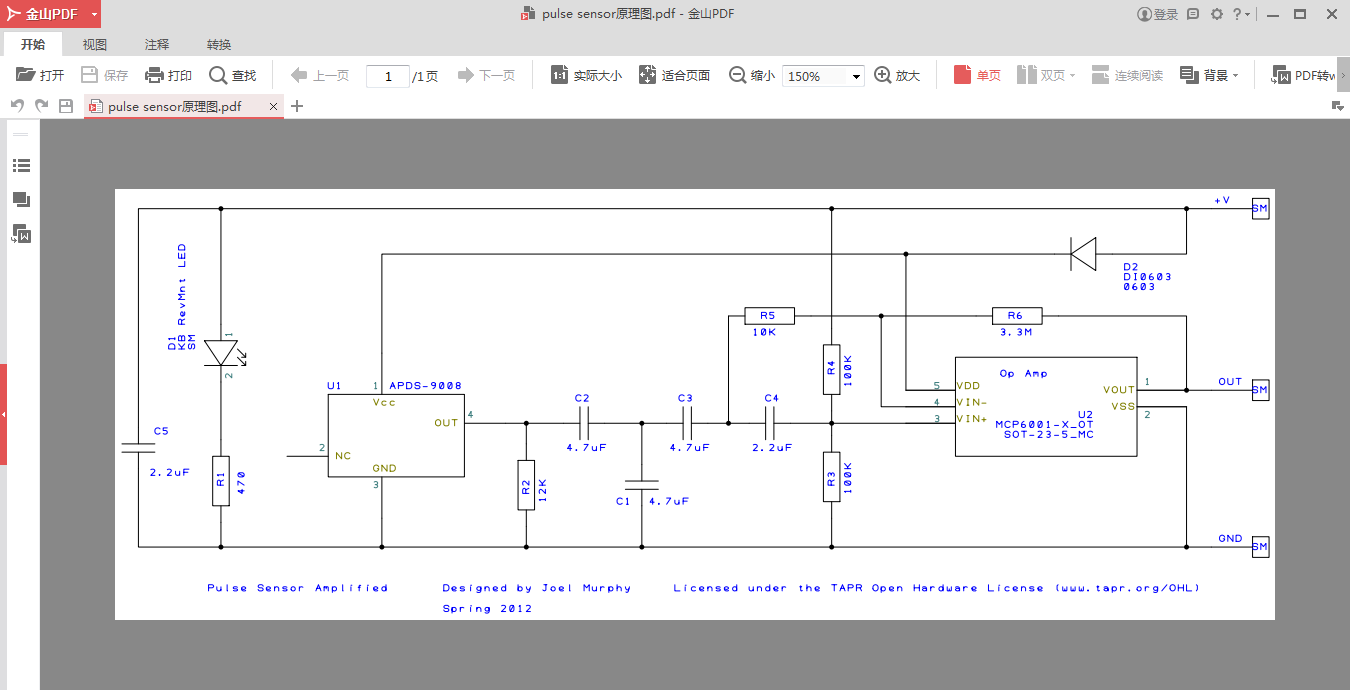 金山PDF
pulse sensor原理图.pdf - 金山PDF
登录
?
开始
视图
注释
转换
打开
保存
打印
查找
上一页
1
/1页
下一页
1:1
实际大小
适合页面
缩小
150%
放大
单页
双页
连续阅读
背景
PDF转w
pulse sensor原理图.pdf
+V
SM
D1
KB RevMnt LED
SM
1
2
D2
DI0603
0603
R5
10K
R6
3.3M
R4
100K
U1
1
APDS-9008
Vcc
OUT
4
2
NC
GND
3
C5
2.2uF
R1
470
C2
4.7uF
C3
4.7uF
C4
2.2uF
R2
12K
C1
4.7uF
R3
100K
Op Amp
5
VDD
4
VIN-
3
VIN+
VOUT
1
VSS
2
U2
MCP6001-X_OT
SOT-23-5_MC
OUT
SM
GND
SM
Pulse Sensor Amplified
Designed by Joel Murphy
Licensed under the TAPR Open Hardware License (www.tapr.org/OHL)
Spring 2012